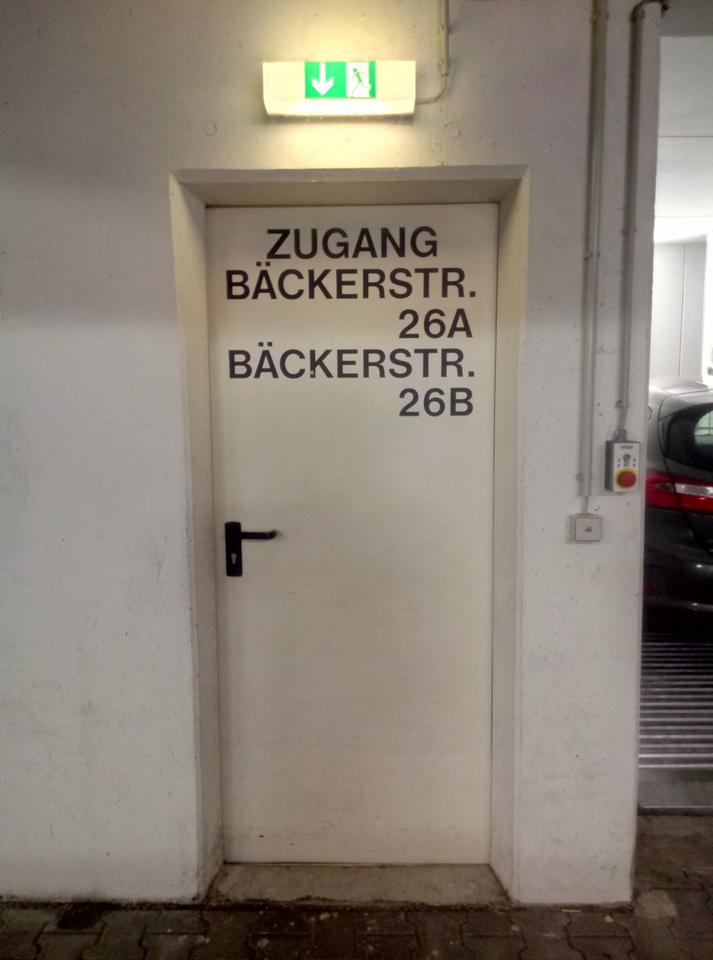 ZUGANG
BÄCKERSTR.
26A
BÄCKERSTR.
26B